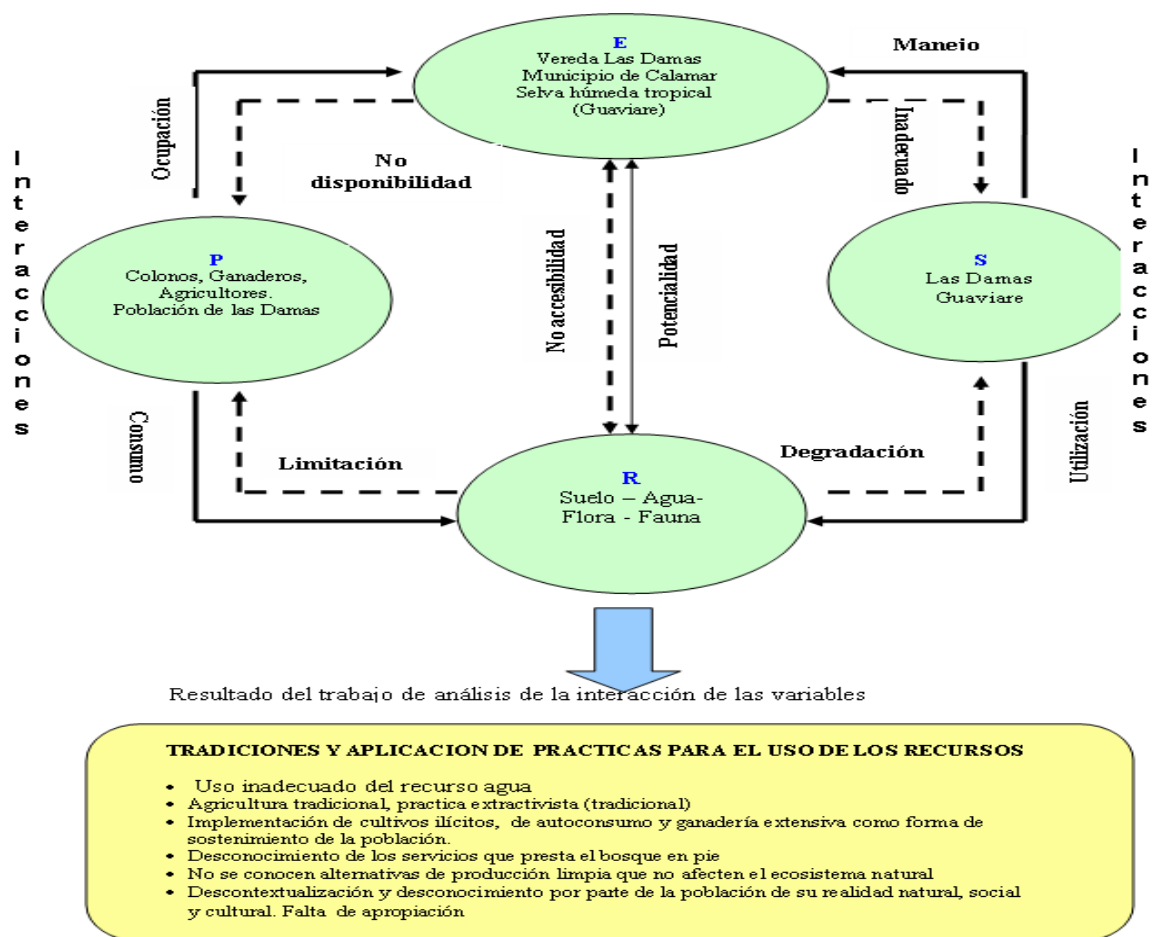 E
Vereda Las Damas
Municipio de Calamar
Selva húmeda tropical
(Guaviare)
Manejo
Ocupación
Inadecuado
No
disponibilidad
Interacciones
Interacciones
P
Colonos, Ganaderos,
Agricultores.
Población de las Damas
No accesibilidad
Potencialidad
S
Las Damas
Guaviare
Consumo
Limitación
Degradación
Utilización
R
Suelo – Agua-
Flora - Fauna
Resultado del trabajo de análisis de la interacción de las variables
TRADICIONES Y APLICACION DE PRACTICAS PARA EL USO DE LOS RECURSOS
• Uso inadecuado del recurso agua
• Agricultura tradicional, practica extractivista (tradicional)
• Implementación de cultivos ilícitos, de autoconsumo y ganadería extensiva como forma de
sostenimiento de la población.
• Desconocimiento de los servicios que presta el bosque en pie
• No se conocen alternativas de producción limpia que no afecten el ecosistema natural
• Descontextualización y desconocimiento por parte de la población de su realidad natural, social
y cultural. Falta de apropiación